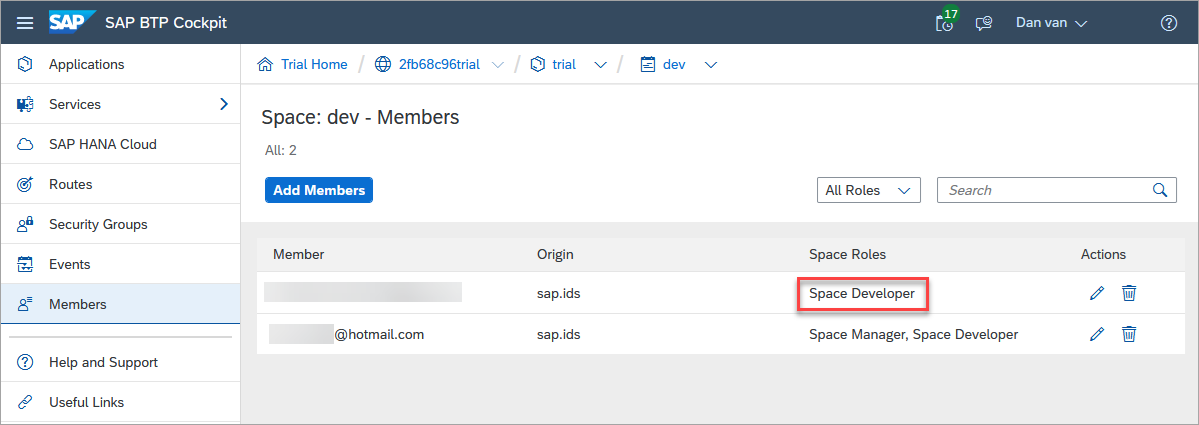 SAP SAP BTP Cockpit 17 Dan van
Applications
Services
SAP HANA Cloud
Routes
Security Groups
Events
Members
Help and Support
Useful Links
Trial Home / 2fb68c96trial / trial / dev
Space: dev - Members
All: 2
Add Members All Roles Search
Member Origin Space Roles Actions
sap.ids Space Developer
@hotmail.com sap.ids Space Manager, Space Developer